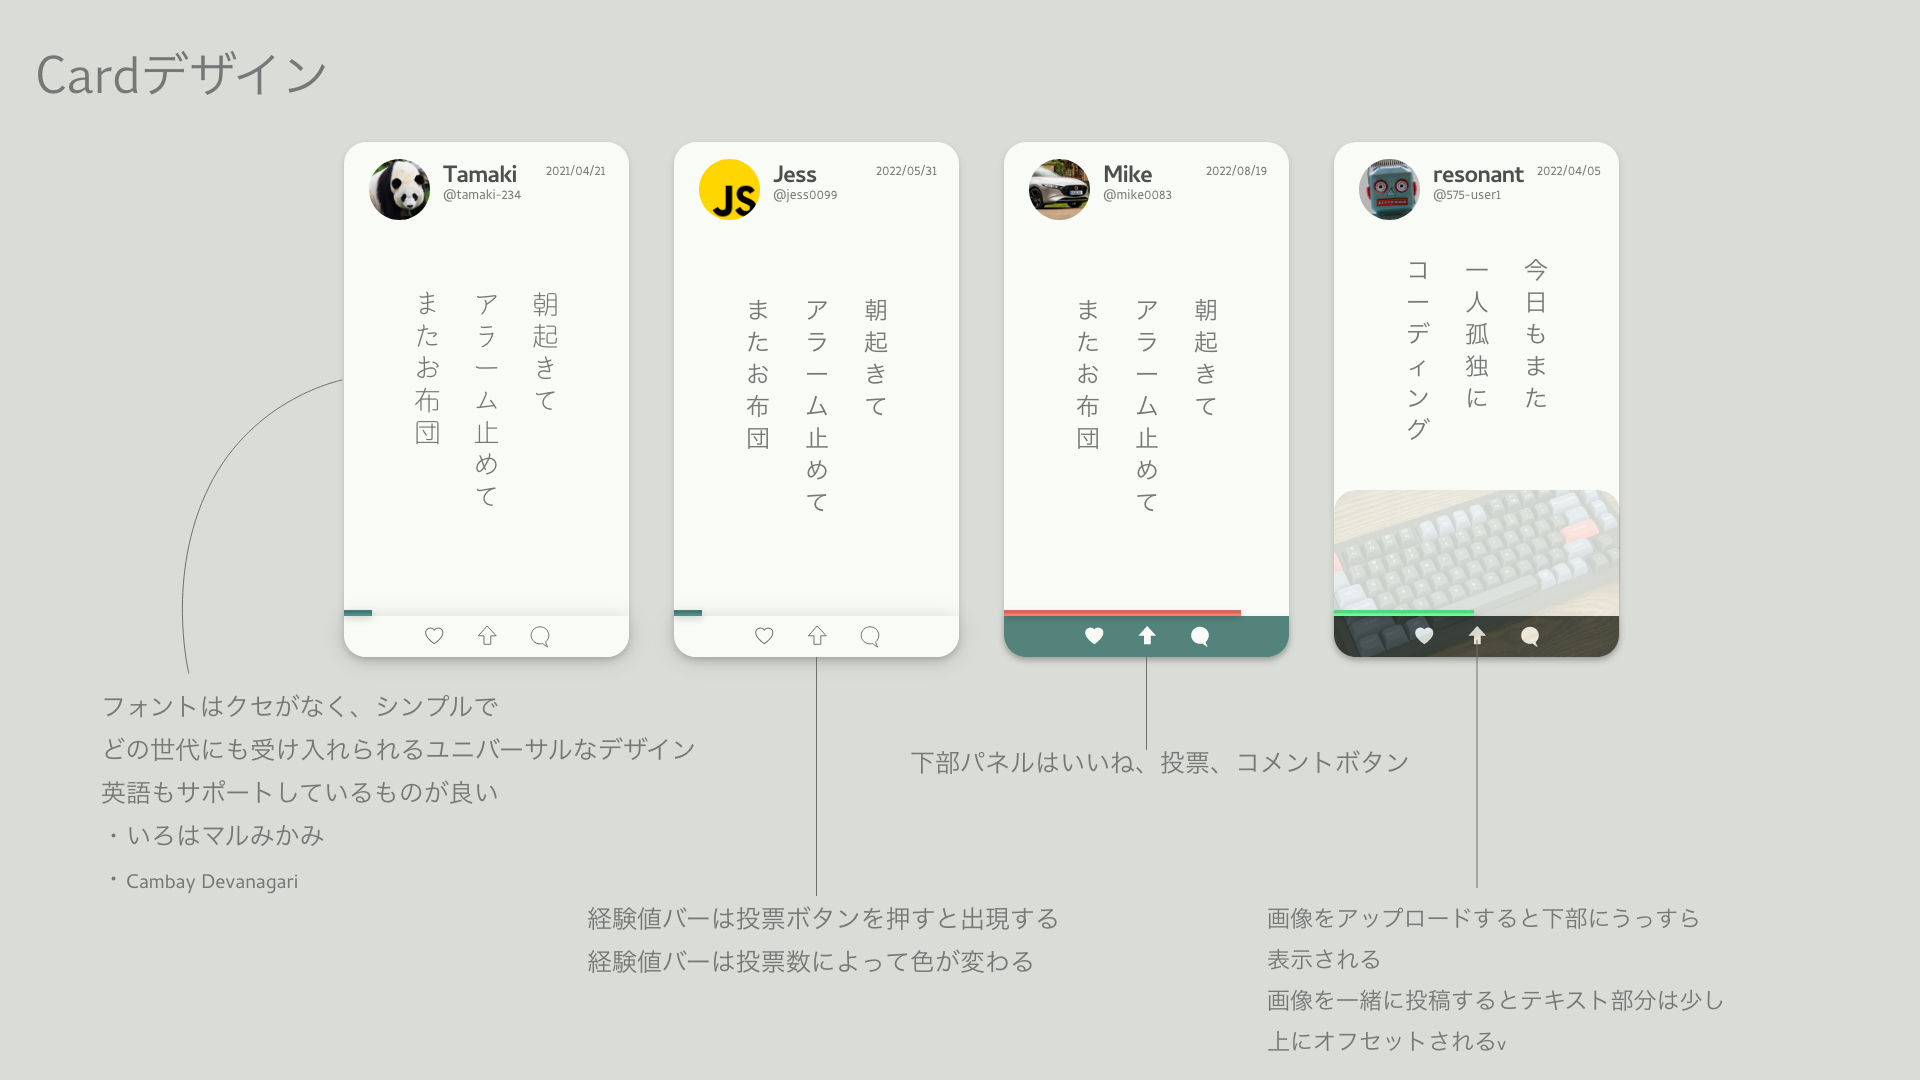 Cardデザイン
Tamaki
2021/04/21
@tamaki-234
朝起きて
アラーム止めて
またお布団
JS
Jess
2022/05/31
@jess0099
朝起きて
アラーム止めて
またお布団
Mike
2022/08/19
@mike0083
朝起きて
アラーム止めて
またお布団
resonant
2022/04/05
@575-user1
今日もまた
一人孤独に
コーディング
フォントはクセがなく、シンプルで
どの世代にも受け入れられるユニバーサルなデザイン
英語もサポートしているものが良い
・いろはマルみかみ
・Cambay Devanagari
経験値バーは投票ボタンを押すと出現する
経験値バーは投票数によって色が変わる
下部パネルはいいね、投票、コメントボタン
画像をアップロードすると下部にうっすら
表示される
画像を一緒に投稿するとテキスト部分は少し
上にオフセットされるv